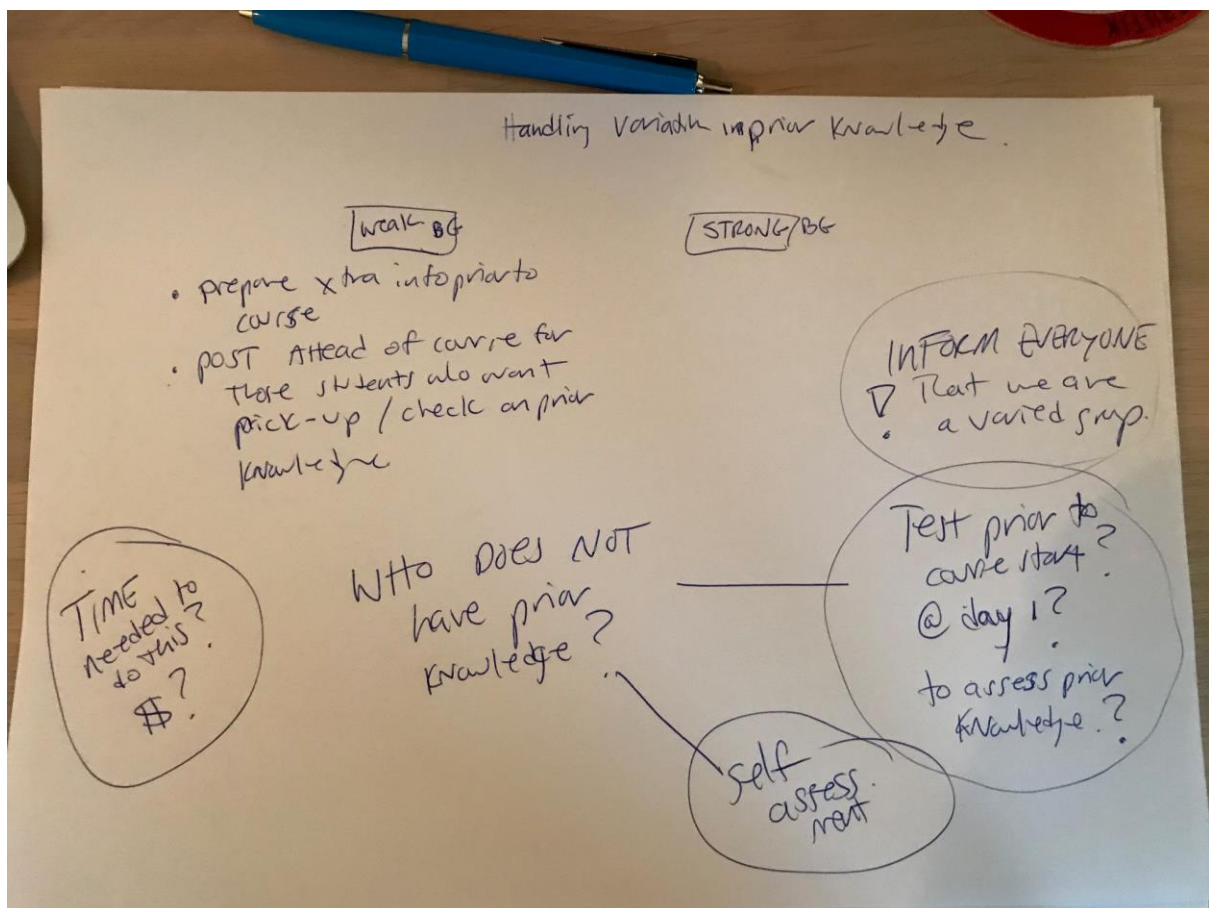 Handling Variation in prior Knowledge.
weak BG
STRONG/BG
• prepare xtra info prior to
course
• POST AHead of course for
those students who want
prick-up / check on prior
knowledge
INFORM EVERYONE
! That we are
a varied group.
WHO DOES NOT
have prior
knowledge?
Test prior to
course start?
@ day 1?
to assess prior
knowledge?
TIME
needed to
do this?
$?
self
assess.
ment